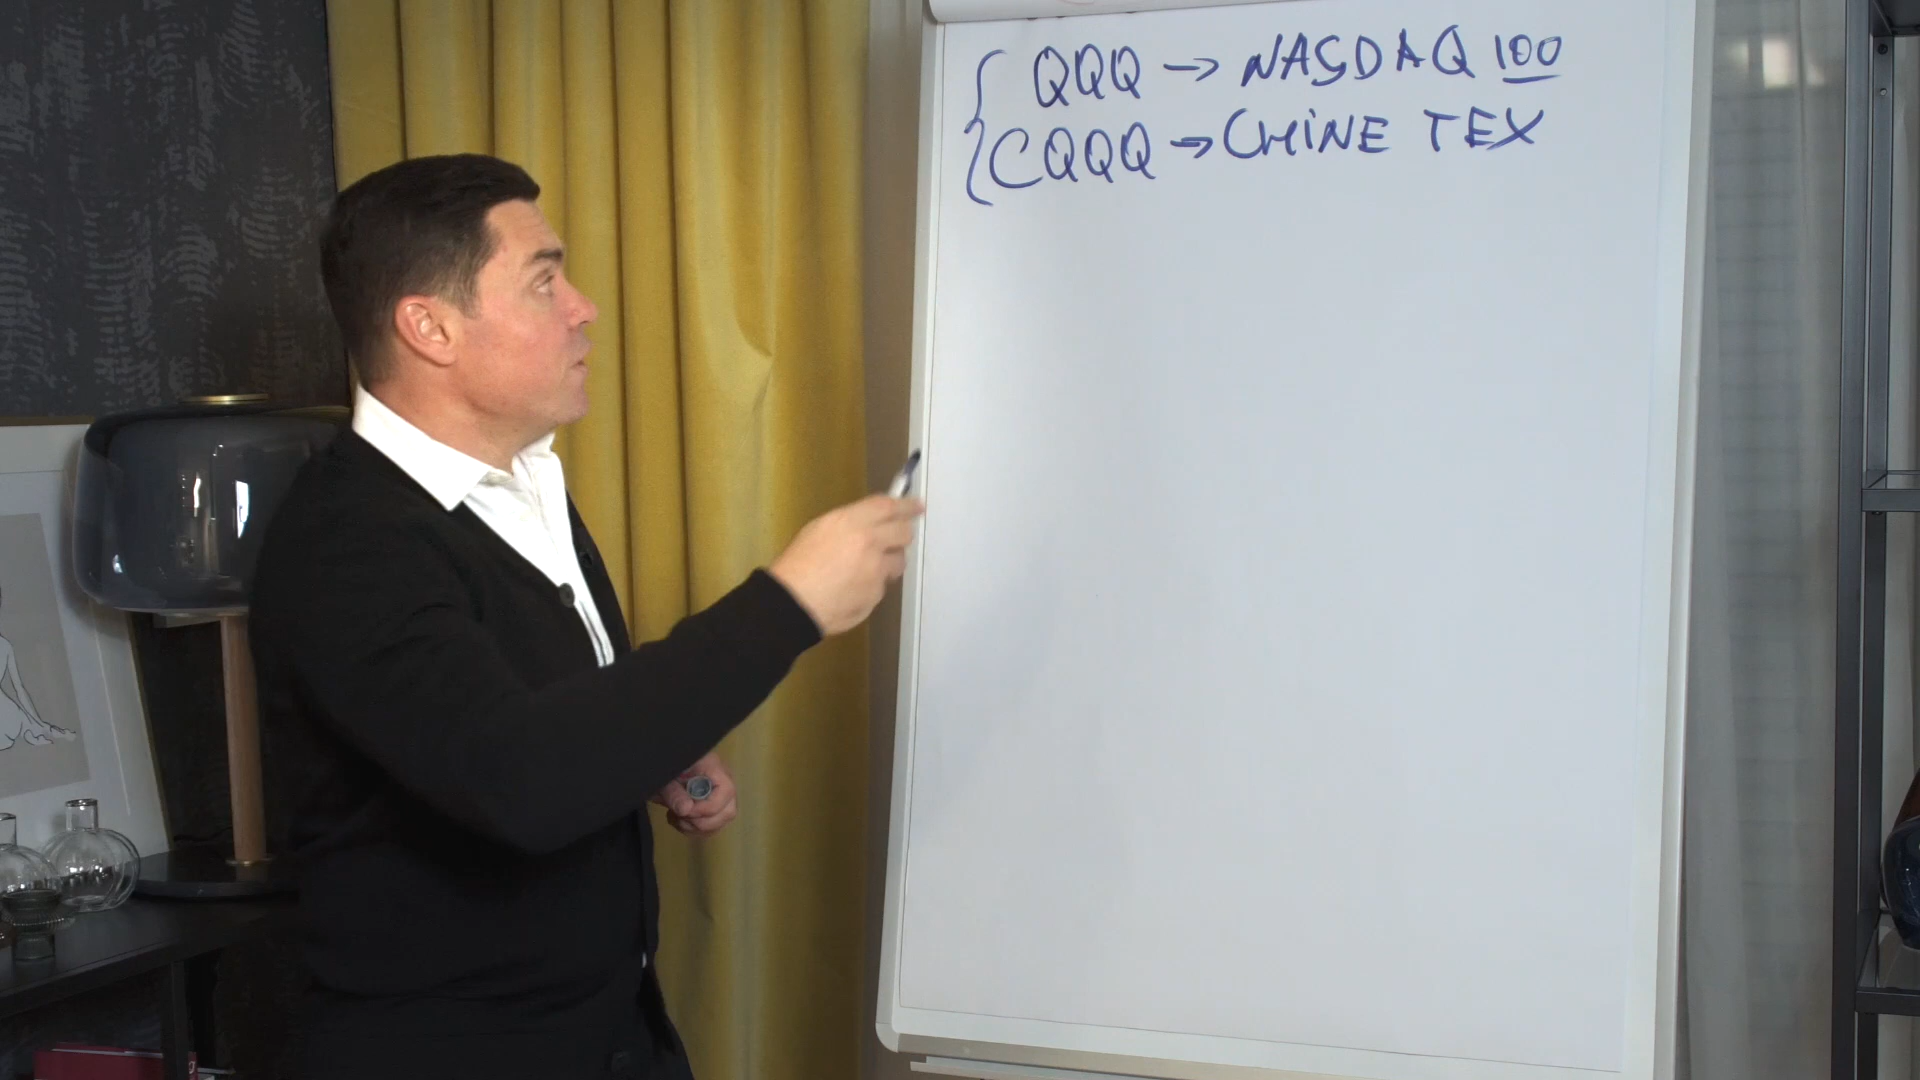 QQQ → NASDAQ 100
CQQQ → CHINE TEX